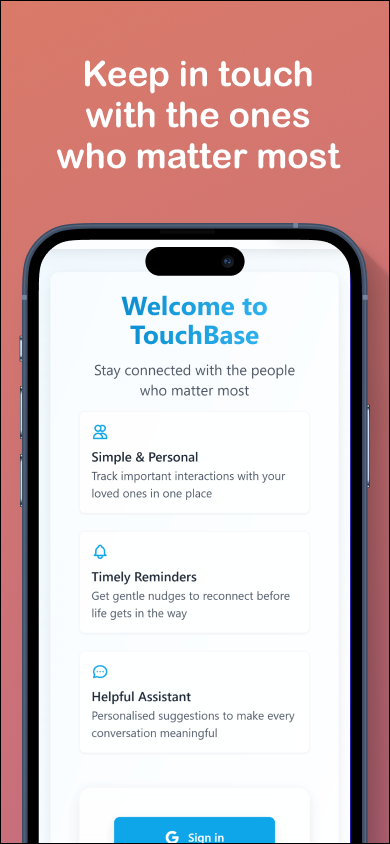 Keep in touch
with the ones
who matter most
Welcome to
TouchBase
Stay connected with the people
who matter most
Simple & Personal
Track important interactions with your
loved ones in one place
Timely Reminders
Get gentle nudges to reconnect before
life gets in the way
Helpful Assistant
Personalised suggestions to make every
conversation meaningful
G Sign in